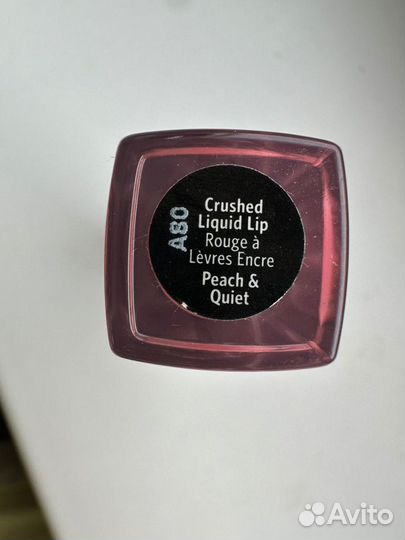 A80
Crushed
Liquid Lip
Rouge à
Lèvres Encre
Peach &
Quiet
Avito